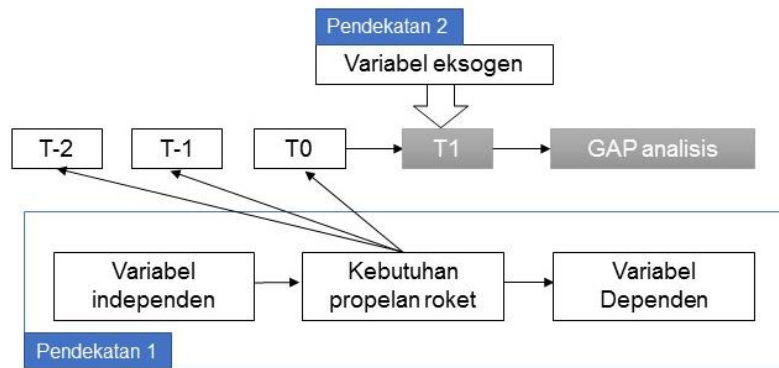 Pendekatan 2
Variabel eksogen
T-2
T-1
T0
T1
GAP analisis
Variabel
independen
Kebutuhan
propelan roket
Variabel
Dependen
Pendekatan 1